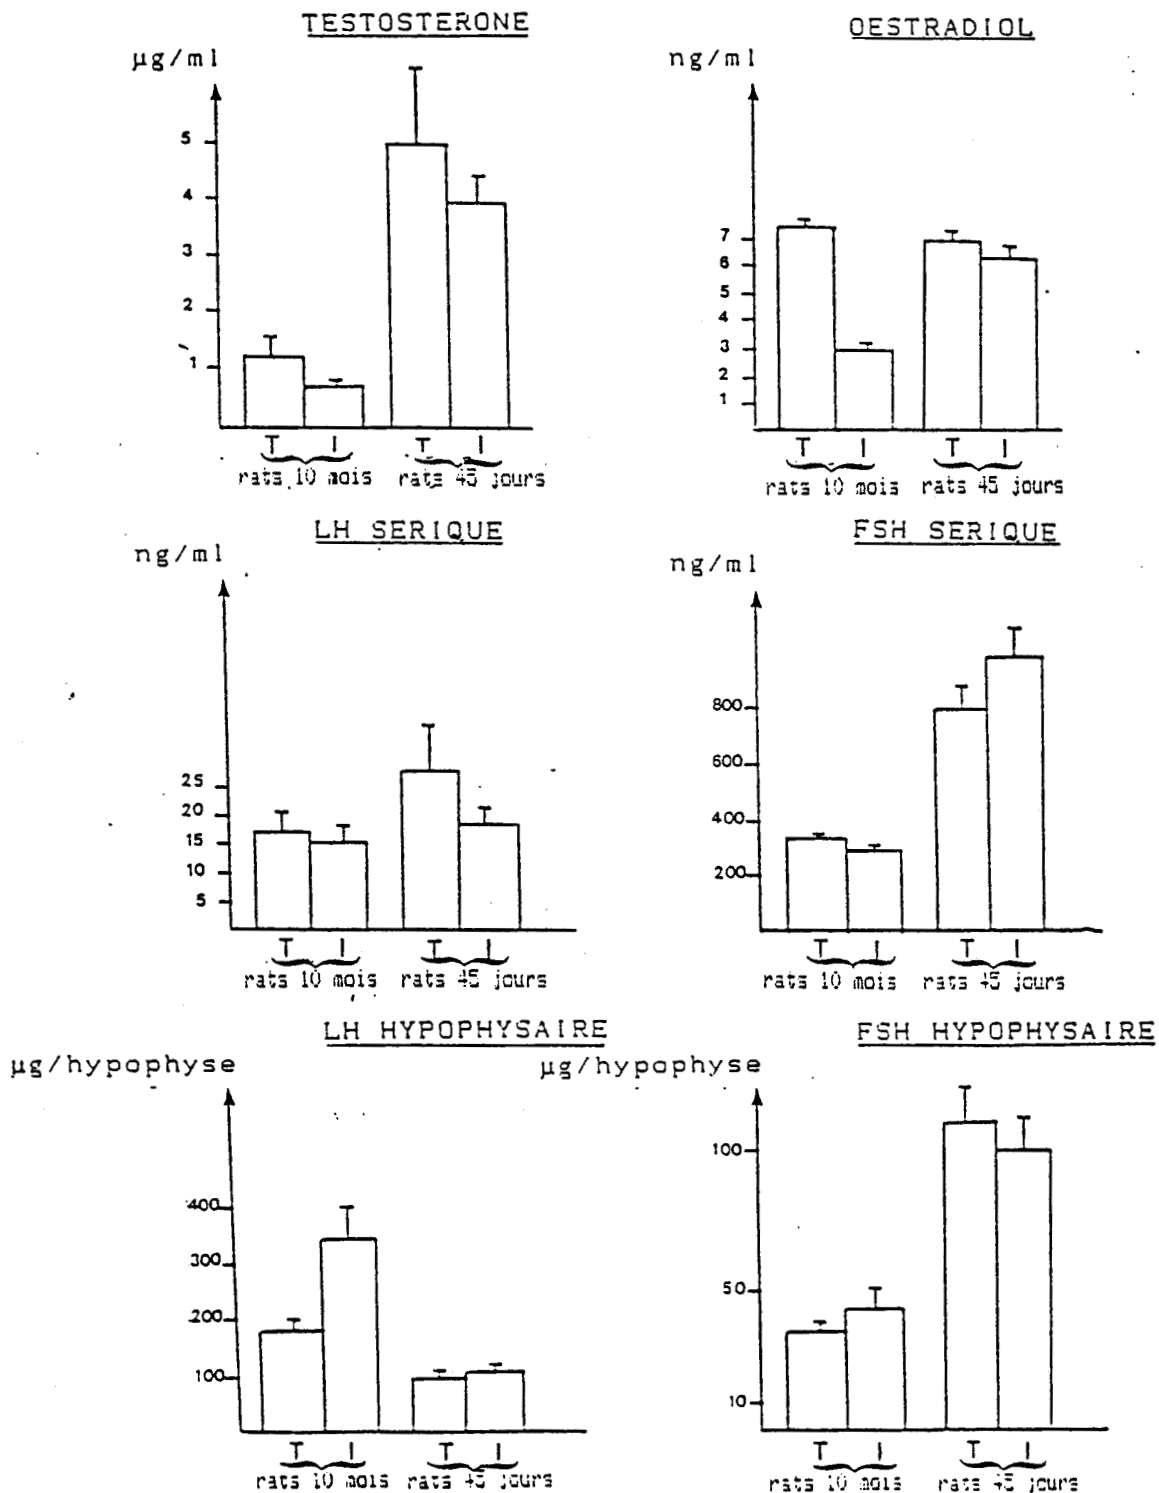 TESTOSTERONE
µg/ml
5
4
3
2
1
T I
rats 10 mois rats 45 jours
OESTRADIOL
ng/ml
7
6
5
4
3
2
1
T I T I
rats 10 mois rats 45 jours
LH SERIQUE
ng/ml
25
20
15
10
5
T I T I
rats 10 mois rats 45 jours
FSH SERIQUE
ng/ml
800
600
400
200
T I T I
rats 10 mois rats 45 jours
LH HYPOPHYSAIRE
µg/hypophyse
400
300
200
100
T I T I
rats 10 mois rats 45 jours
FSH HYPOPHYSAIRE
µg/hypophyse
100
50
10
T I T I
rats 10 mois rats 45 jours